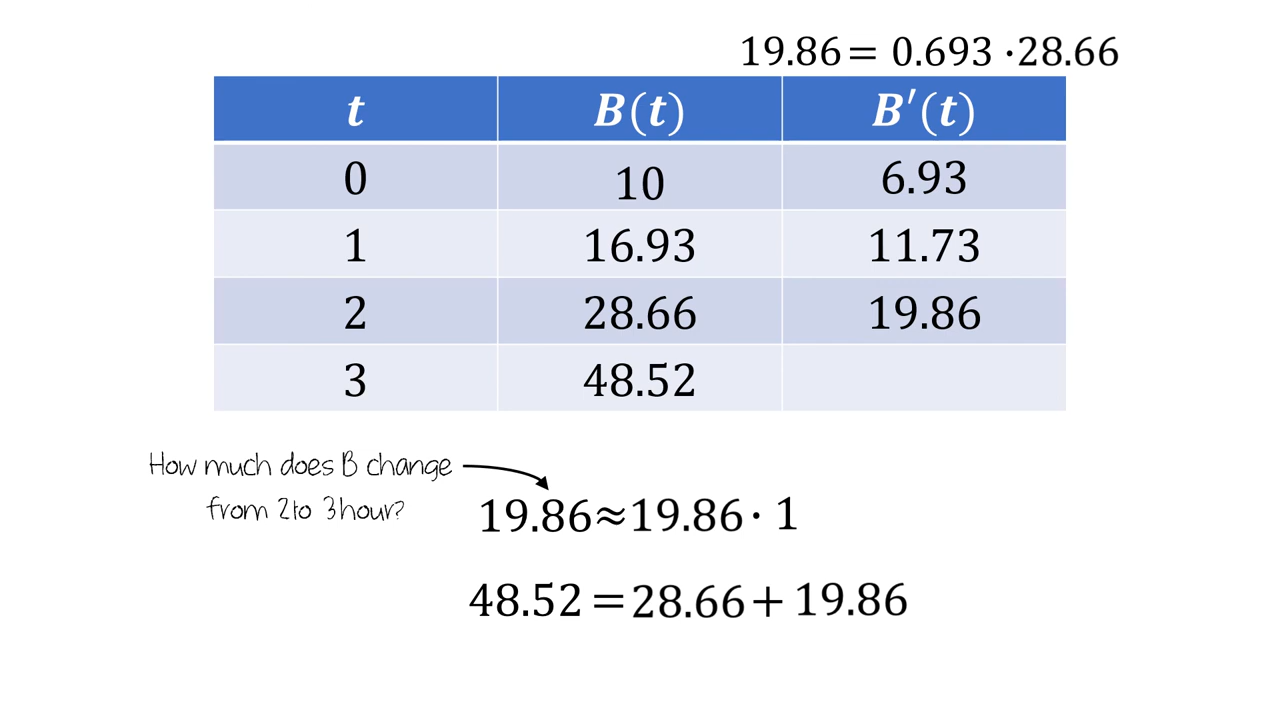 19.86 = 0.693 · 28.66
t B(t) B′(t)
0 10 6.93
1 16.93 11.73
2 28.66 19.86
3 48.52
How much does B change
from 2 to 3 hour?
19.86 ≈ 19.86 · 1
48.52 = 28.66 + 19.86